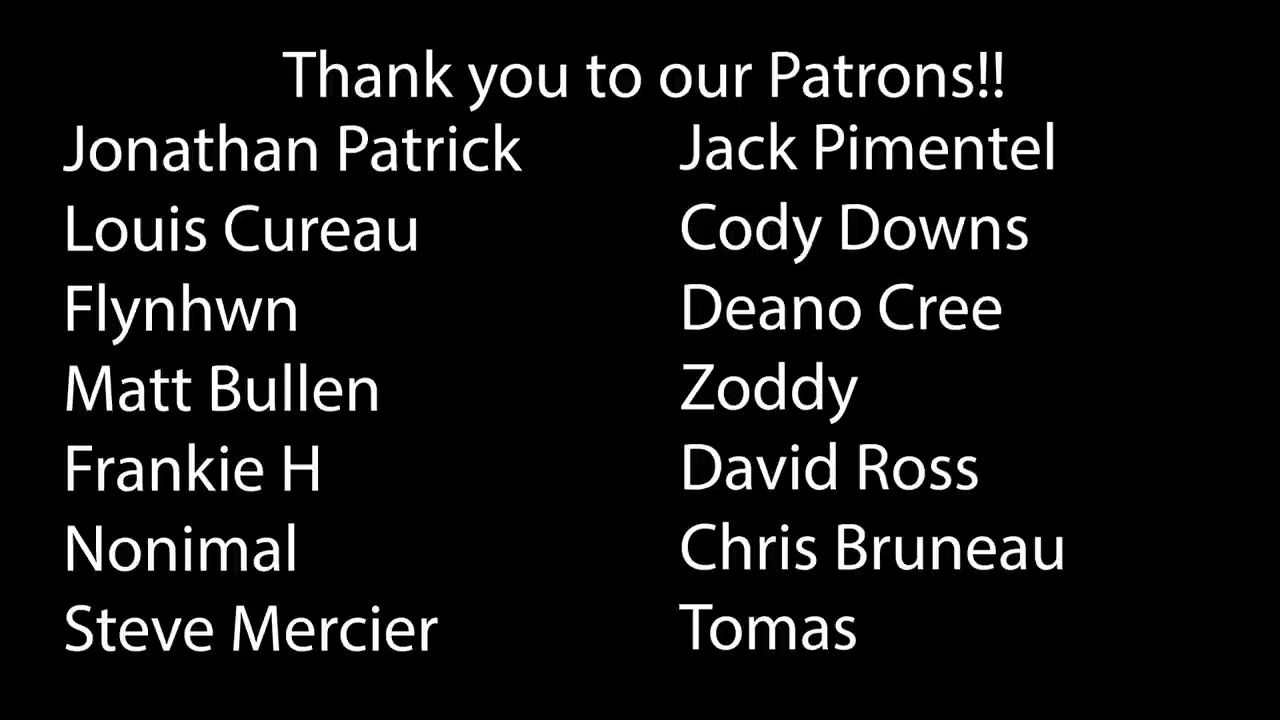 Thank you to our Patrons!!
Jonathan Patrick
Louis Cureau
Flynhwn
Matt Bullen
Frankie H
Nonimal
Steve Mercier
Jack Pimentel
Cody Downs
Deano Cree
Zoddy
David Ross
Chris Bruneau
Tomas